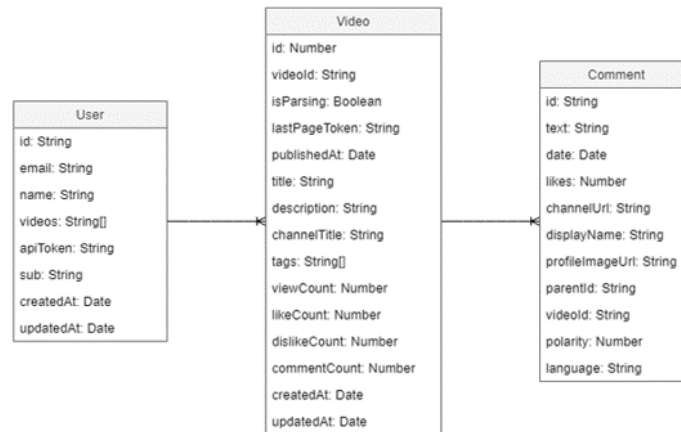 User
id: String
email: String
name: String
videos: String[]
apiToken: String
sub: String
createdAt: Date
updatedAt: Date
Video
id: Number
videoId: String
isParsing: Boolean
lastPageToken: String
publishedAt: Date
title: String
description: String
channelTitle: String
tags: String[]
viewCount: Number
likeCount: Number
dislikeCount: Number
commentCount: Number
createdAt: Date
updatedAt: Date
Comment
id: String
text: String
date: Date
likes: Number
channelUrl: String
displayName: String
profileImageUrl: String
parentId: String
videoId: String
polarity: Number
language: String